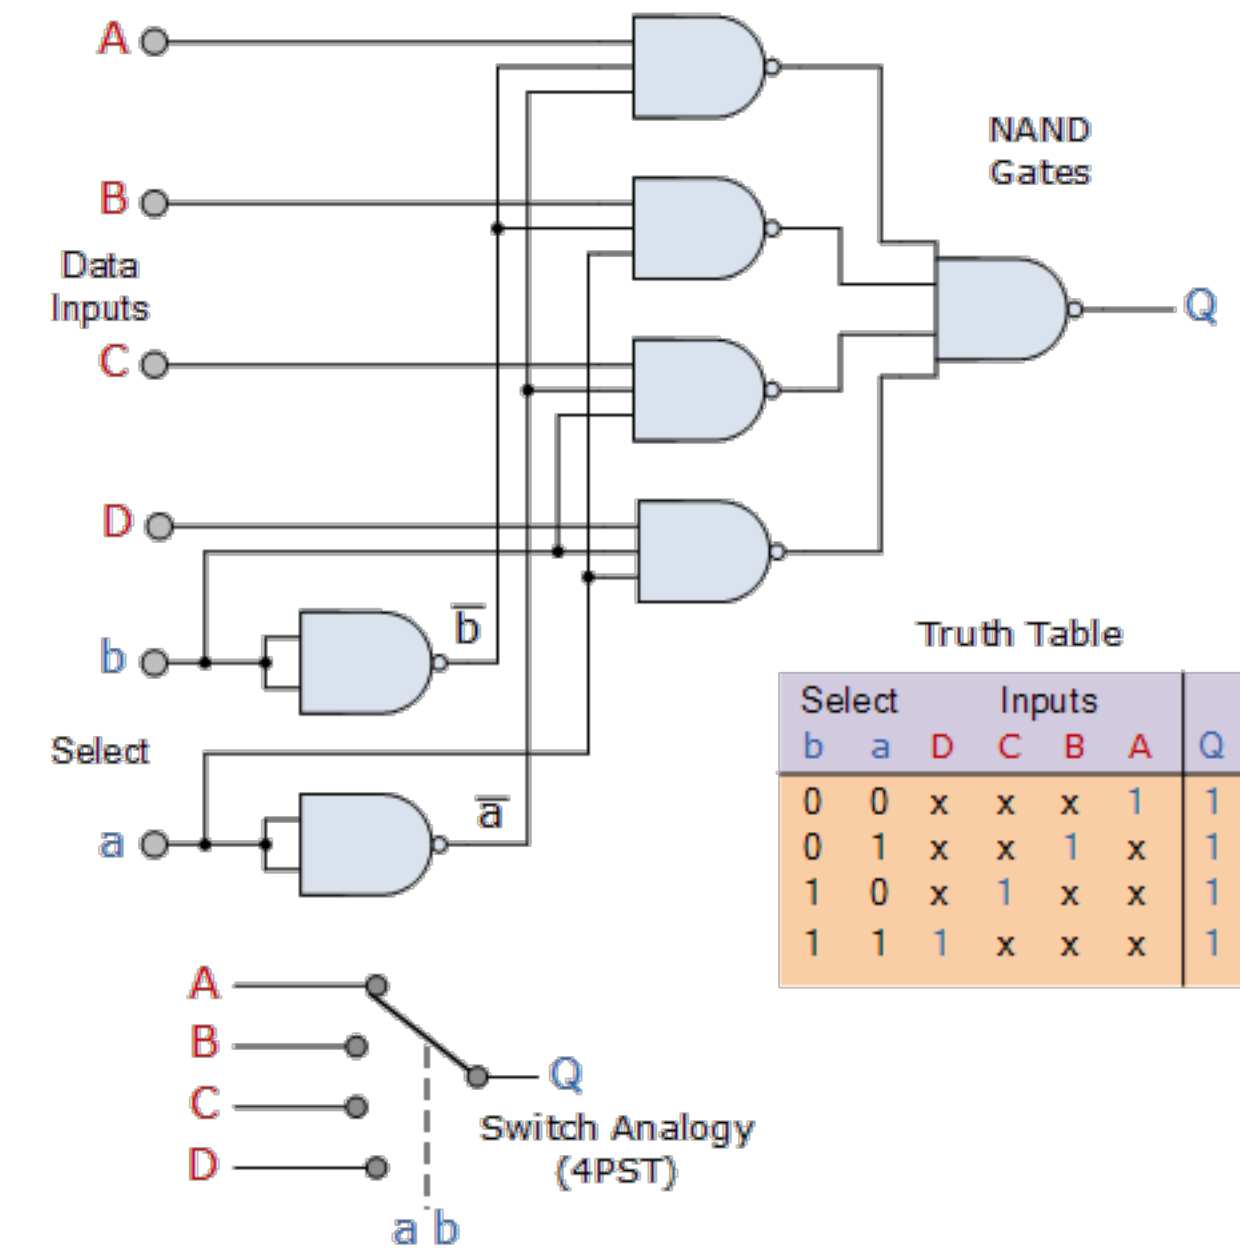 A
NAND
Gates
B
Data
Inputs
Q
C
D
b̅
Truth Table
b
Select Inputs
Select
b a D C B A Q
a̅
0 0 x x x 1 1
a
0 1 x x 1 x 1
1 0 x 1 x x 1
1 1 1 x x x 1
A
B
Q
C
Switch Analogy
(4PST)
D
a b